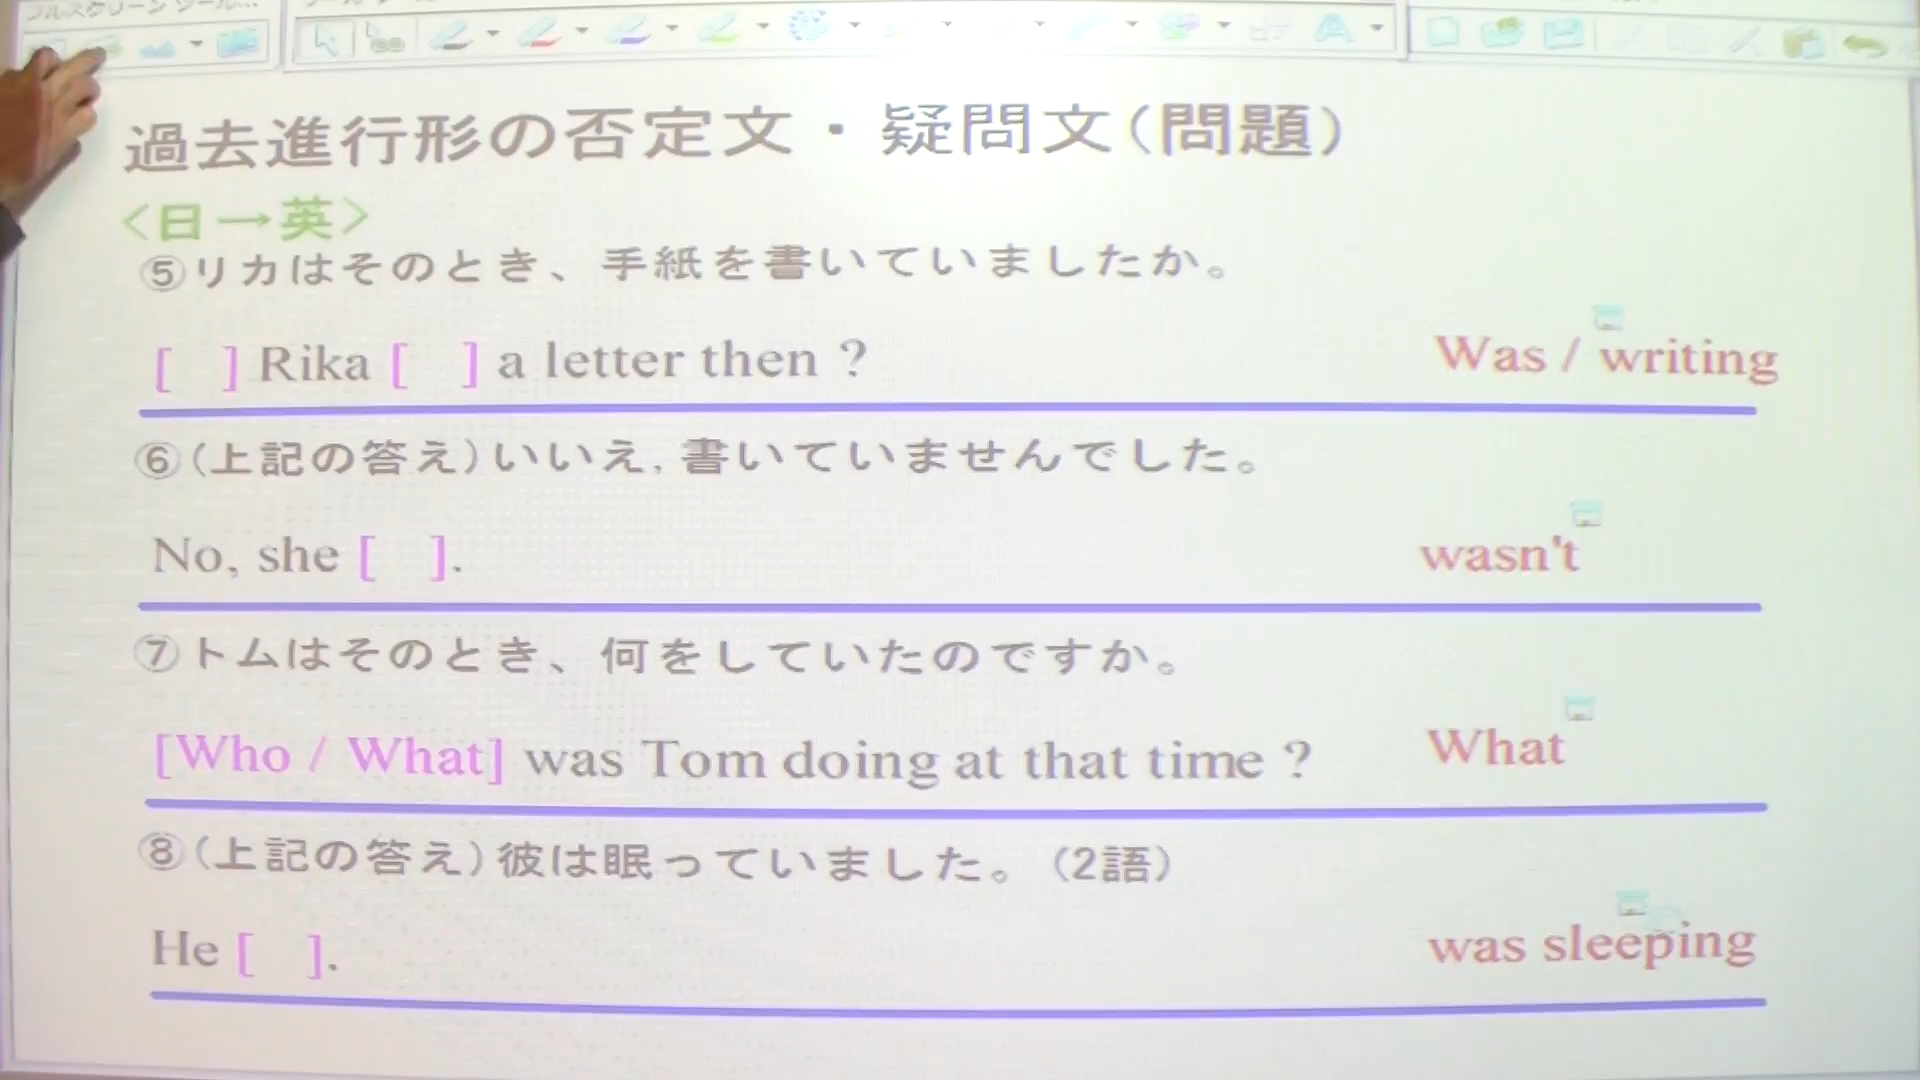 過去進行形の否定文・疑問文(問題)
<日→英>
⑤リカはそのとき、手紙を書いていましたか。
[ ] Rika [ ] a letter then ? Was / writing
⑥(上記の答え)いいえ,書いていませんでした。
No, she [ ]. wasn't
⑦トムはそのとき、何をしていたのですか。
[Who / What] was Tom doing at that time ? What
⑧(上記の答え)彼は眠っていました。(2語)
He [ ]. was sleeping